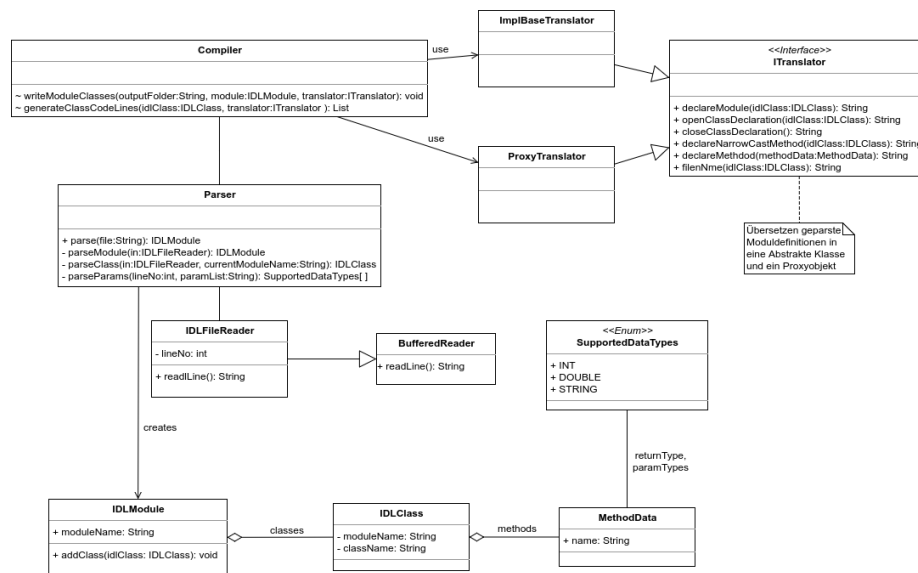 Compiler
~ writeModuleClasses(outputFolder:String, module:IDLModule, translator:ITranslator): void
~ generateClassCodeLines(idlClass:IDLClass, translator:ITranslator ): List
use
ImplBaseTranslator
<<Interface>>
ITranslator
+ declareModule(idlClass:IDLClass): String
+ openClassDeclaration(idlClass:IDLClass): String
+ closeClassDeclaration(): String
+ declareNarrowCastMethod(idlClass:IDLClass): String
+ declareMethdod(methodData:MethodData): String
+ filenNme(idlClass:IDLClass): String
use
ProxyTranslator
Parser
+ parse(file:String): IDLModule
- parseModule(in:IDLFileReader): IDLModule
- parseClass(in:IDLFileReader, currentModuleName:String): IDLClass
- parseParams(lineNo:int, paramList:String): SupportedDataTypes[ ]
Übersetzen geparste
Moduldefinitionen in
eine Abstrakte Klasse
und ein Proxyobjekt
IDLFileReader
- lineNo: int
+ readlLine(): String
BufferedReader
+ readLine(): String
<<Enum>>
SupportedDataTypes
+ INT
+ DOUBLE
+ STRING
creates
returnType,
paramTypes
IDLModule
+ moduleName: String
+ addClass(idlClass: IDLClass): void
classes
IDLClass
- moduleName: String
- className: String
methods
MethodData
+ name: String